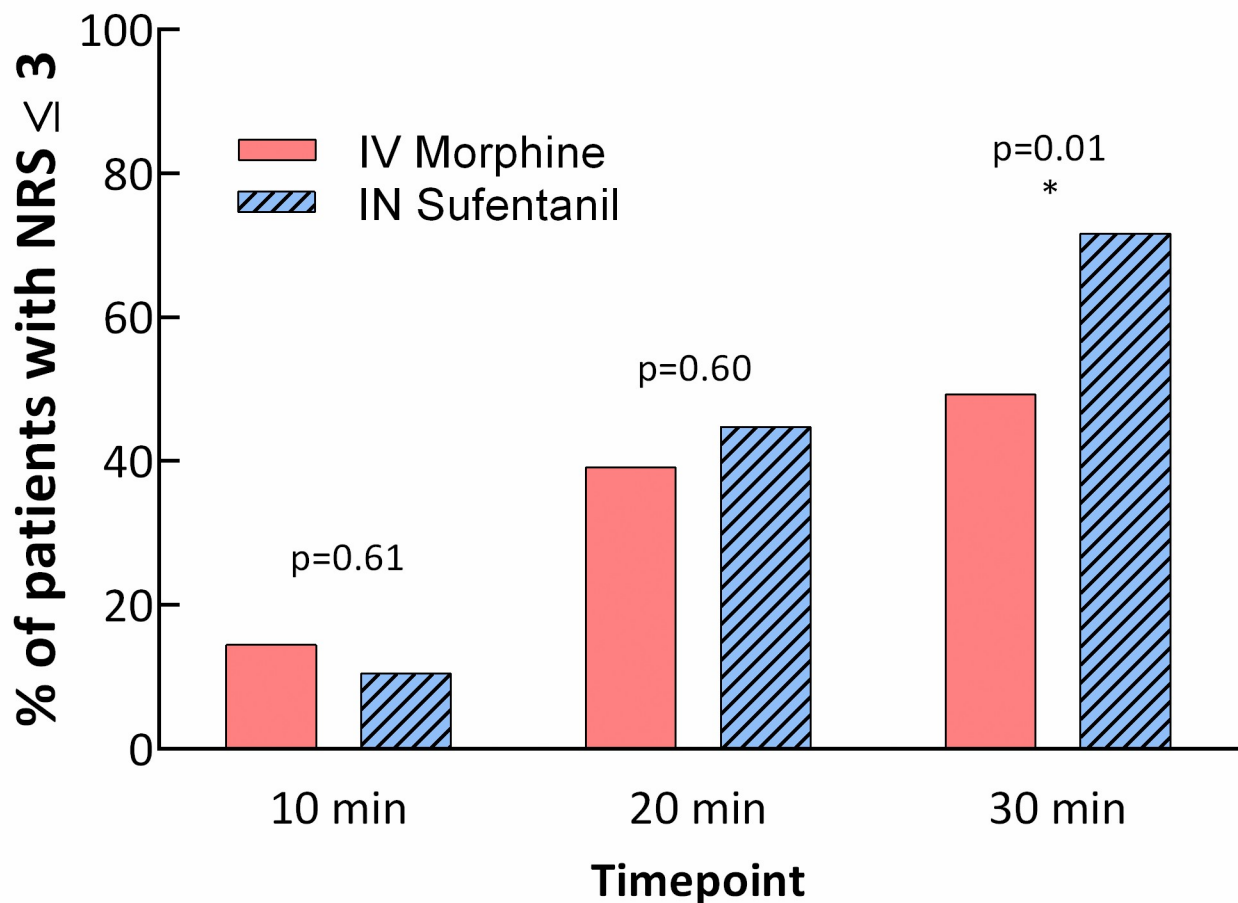 % of patients with NRS ≤ 3
100
80
60
40
20
0
IV Morphine
IN Sufentanil
p=0.61
p=0.60
p=0.01
*
10 min
20 min
30 min
Timepoint